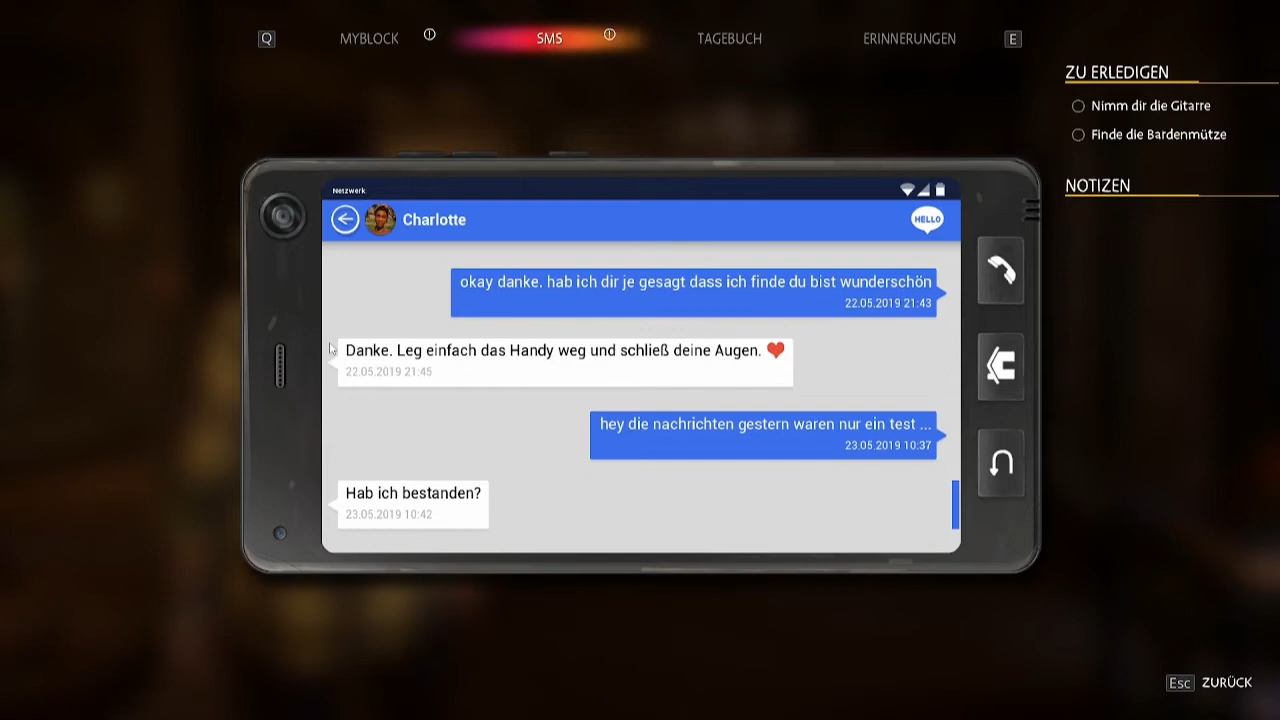 Q
MYBLOCK
SMS
TAGEBUCH
ERINNERUNGEN
E
ZU ERLEDIGEN
Nimm dir die Gitarre
Finde die Bardenmütze
NOTIZEN
Netzwerk
Charlotte
HELLO
okay danke. hab ich dir je gesagt dass ich finde du bist wunderschön
22.05.2019 21:43
Danke. Leg einfach das Handy weg und schließ deine Augen. ❤
22.05.2019 21:45
hey die nachrichten gestern waren nur ein test ...
23.05.2019 10:37
Hab ich bestanden?
23.05.2019 10:42
Esc ZURÜCK